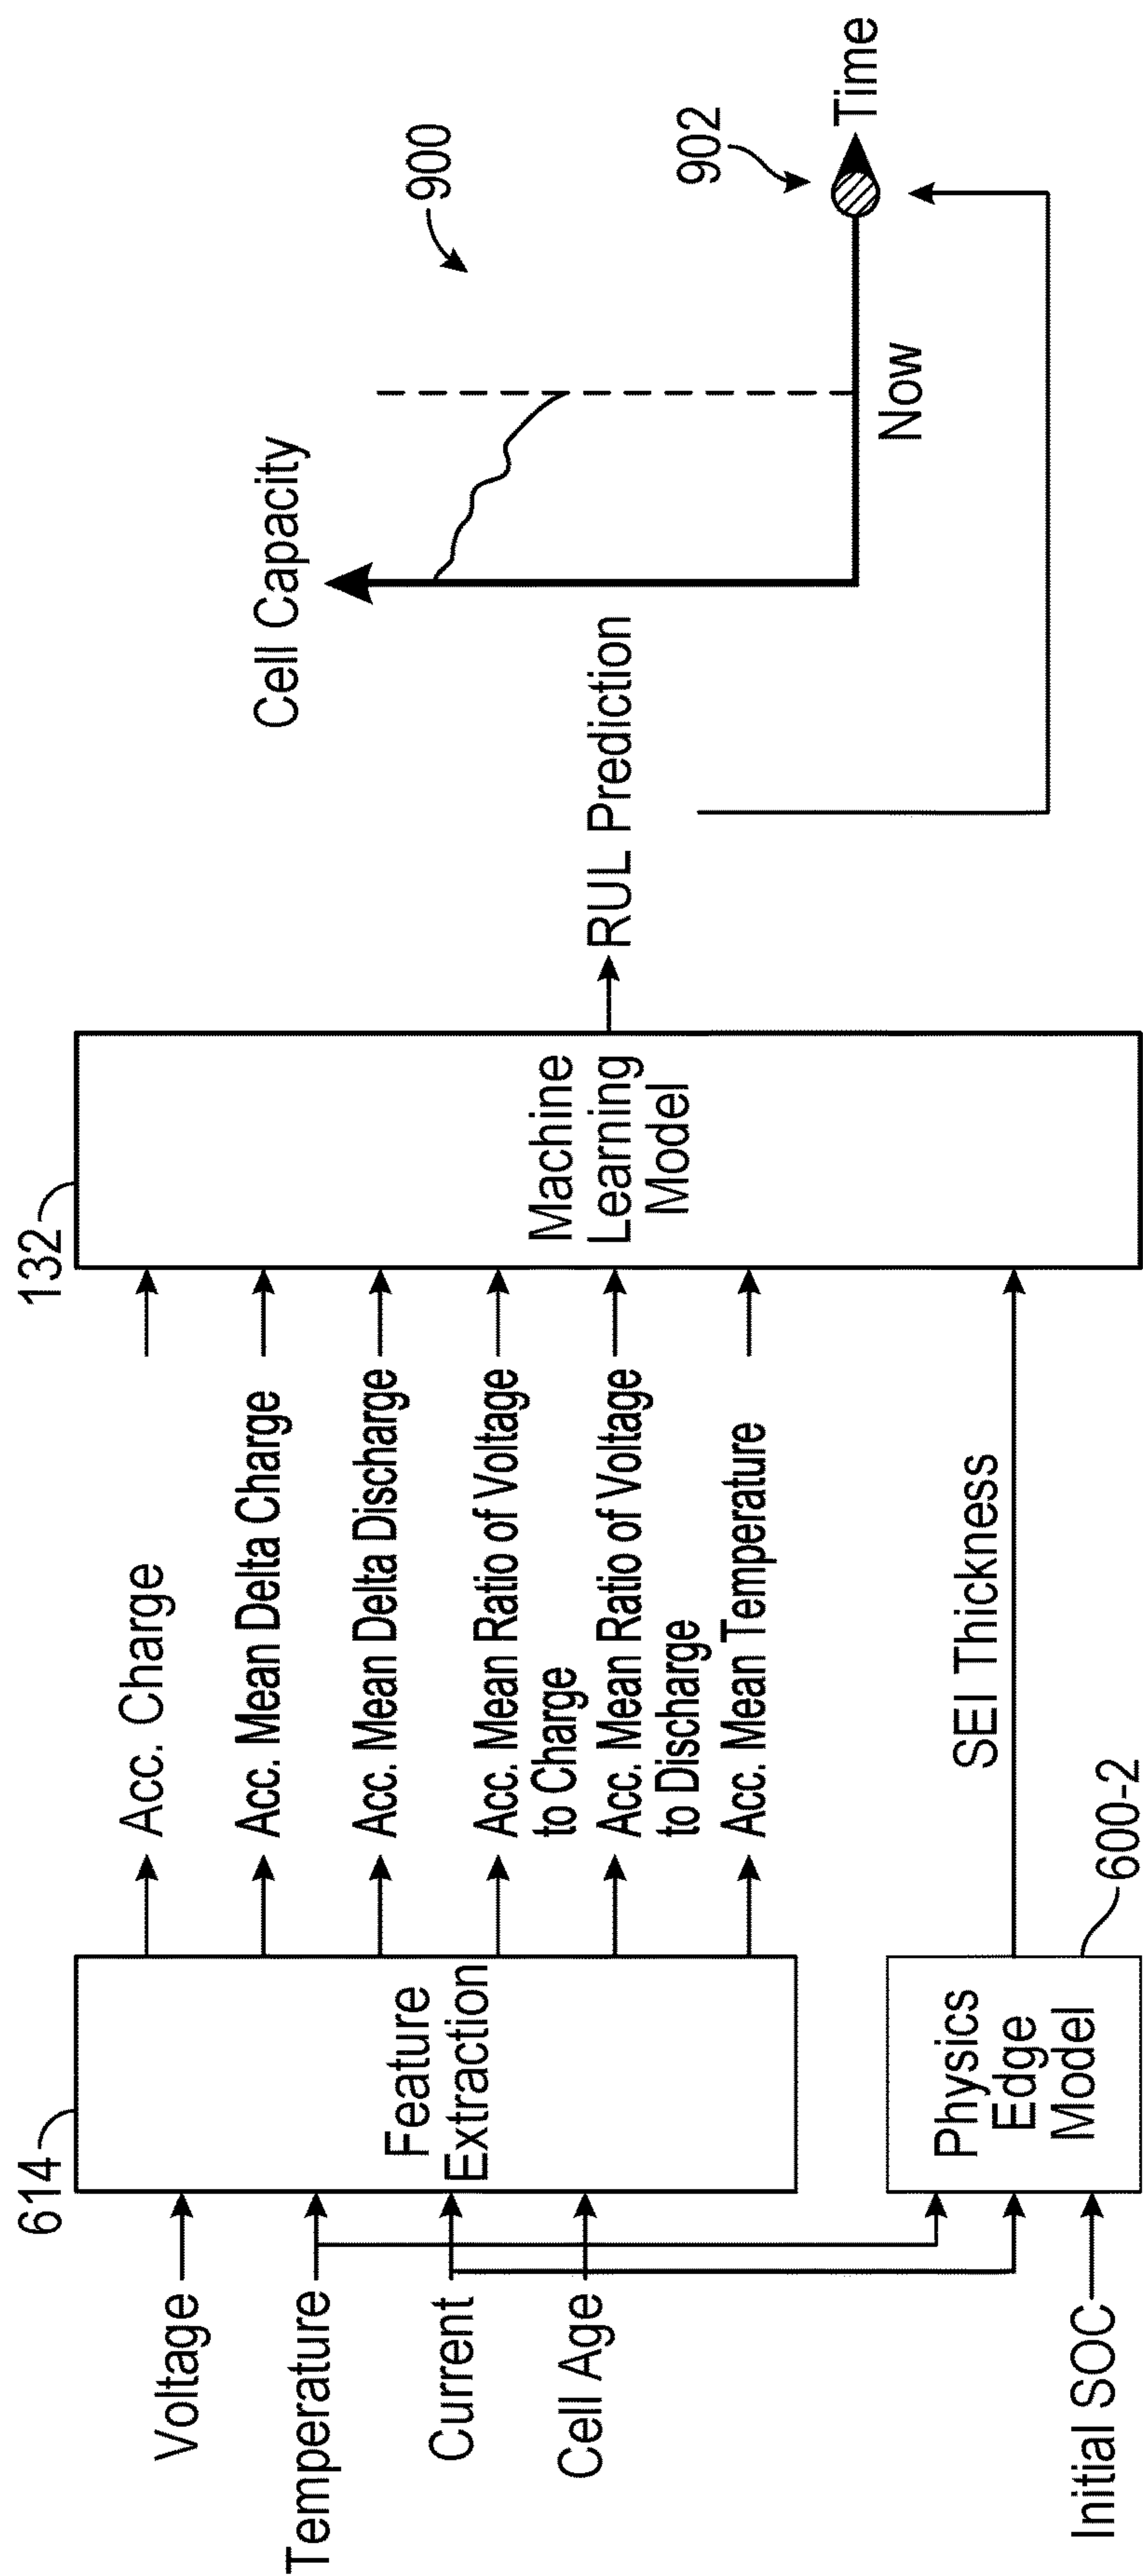 Voltage
Temperature
Current
Cell Age
Initial SOC
614
Feature
Extraction
Physics
Edge
Model
600-2
Acc. Charge
Acc. Mean Delta Charge
Acc. Mean Delta Discharge
Acc. Mean Ratio of Voltage
to Charge
Acc. Mean Ratio of Voltage
to Discharge
Acc. Mean Temperature
SEI Thickness
132
Machine
Learning
Model
RUL Prediction
Cell Capacity
900
902
Now
Time